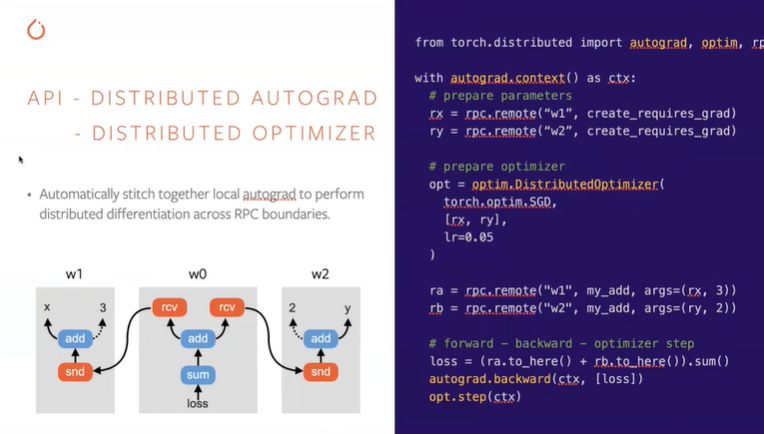 API - DISTRIBUTED AUTOGRAD
- DISTRIBUTED OPTIMIZER
• Automatically stitch together local autograd to perform
distributed differentiation across RPC boundaries.
w1
w0
w2
x
3
rcv
rcv
2
y
add
add
add
snd
sum
snd
loss
from torch.distributed import autograd, optim, rp
with autograd.context() as ctx:
# prepare parameters
rx = rpc.remote(“w1”, create_requires_grad)
ry = rpc.remote(“w2”, create_requires_grad)
# prepare optimizer
opt = optim.DistributedOptimizer(
torch.optim.SGD,
[rx, ry],
lr=0.05
)
ra = rpc.remote("w1", my_add, args=(rx, 3))
rb = rpc.remote("w2", my_add, args=(ry, 2))
# forward – backward – optimizer step
loss = (ra.to_here() + rb.to_here()).sum()
autograd.backward(ctx, [loss])
opt.step(ctx)